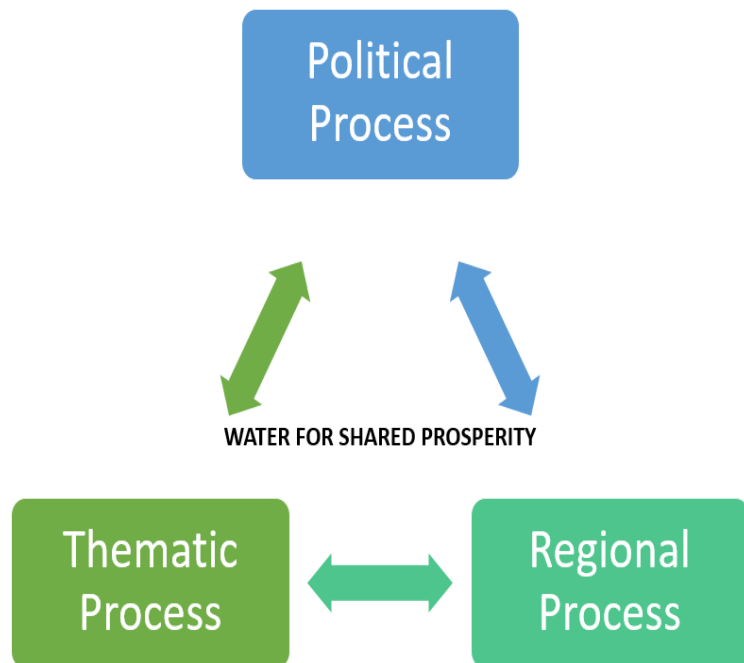 Political
Process
WATER FOR SHARED PROSPERITY
Thematic
Process
Regional
Process